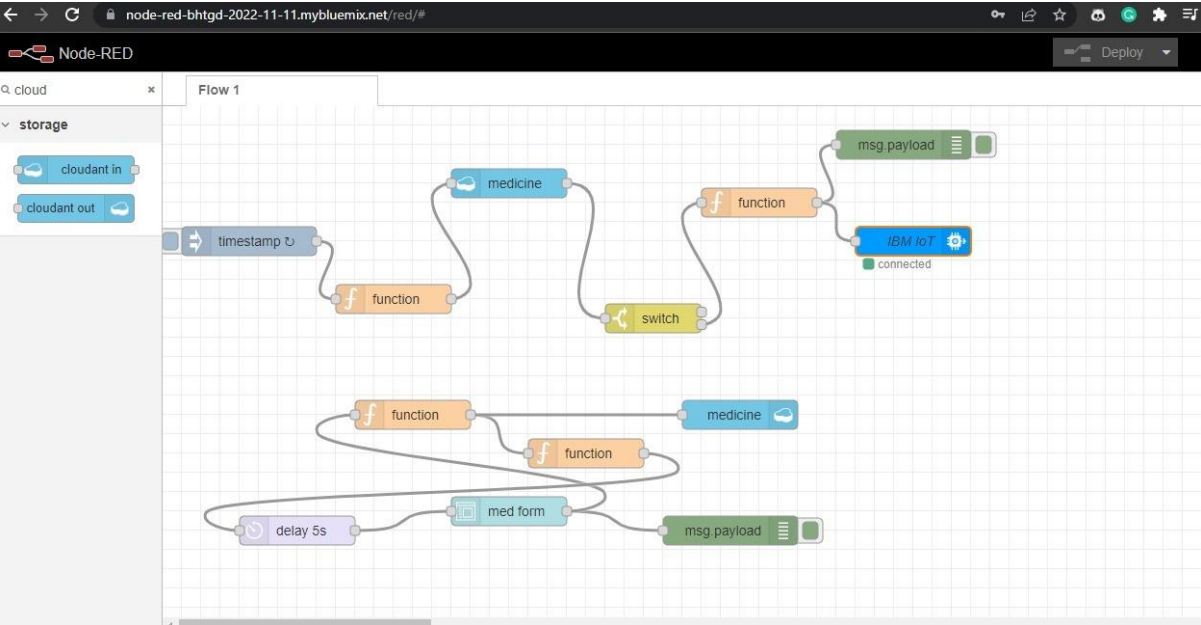 node-red-bhtgd-2022-11-11.mybluemix.net/red/#
Node-RED
Deploy
cloud
Flow 1
storage
cloudant in
cloudant out
msg.payload
medicine
function
timestamp ↻
IBM IoT
connected
function
switch
function
medicine
function
med form
delay 5s
msg.payload